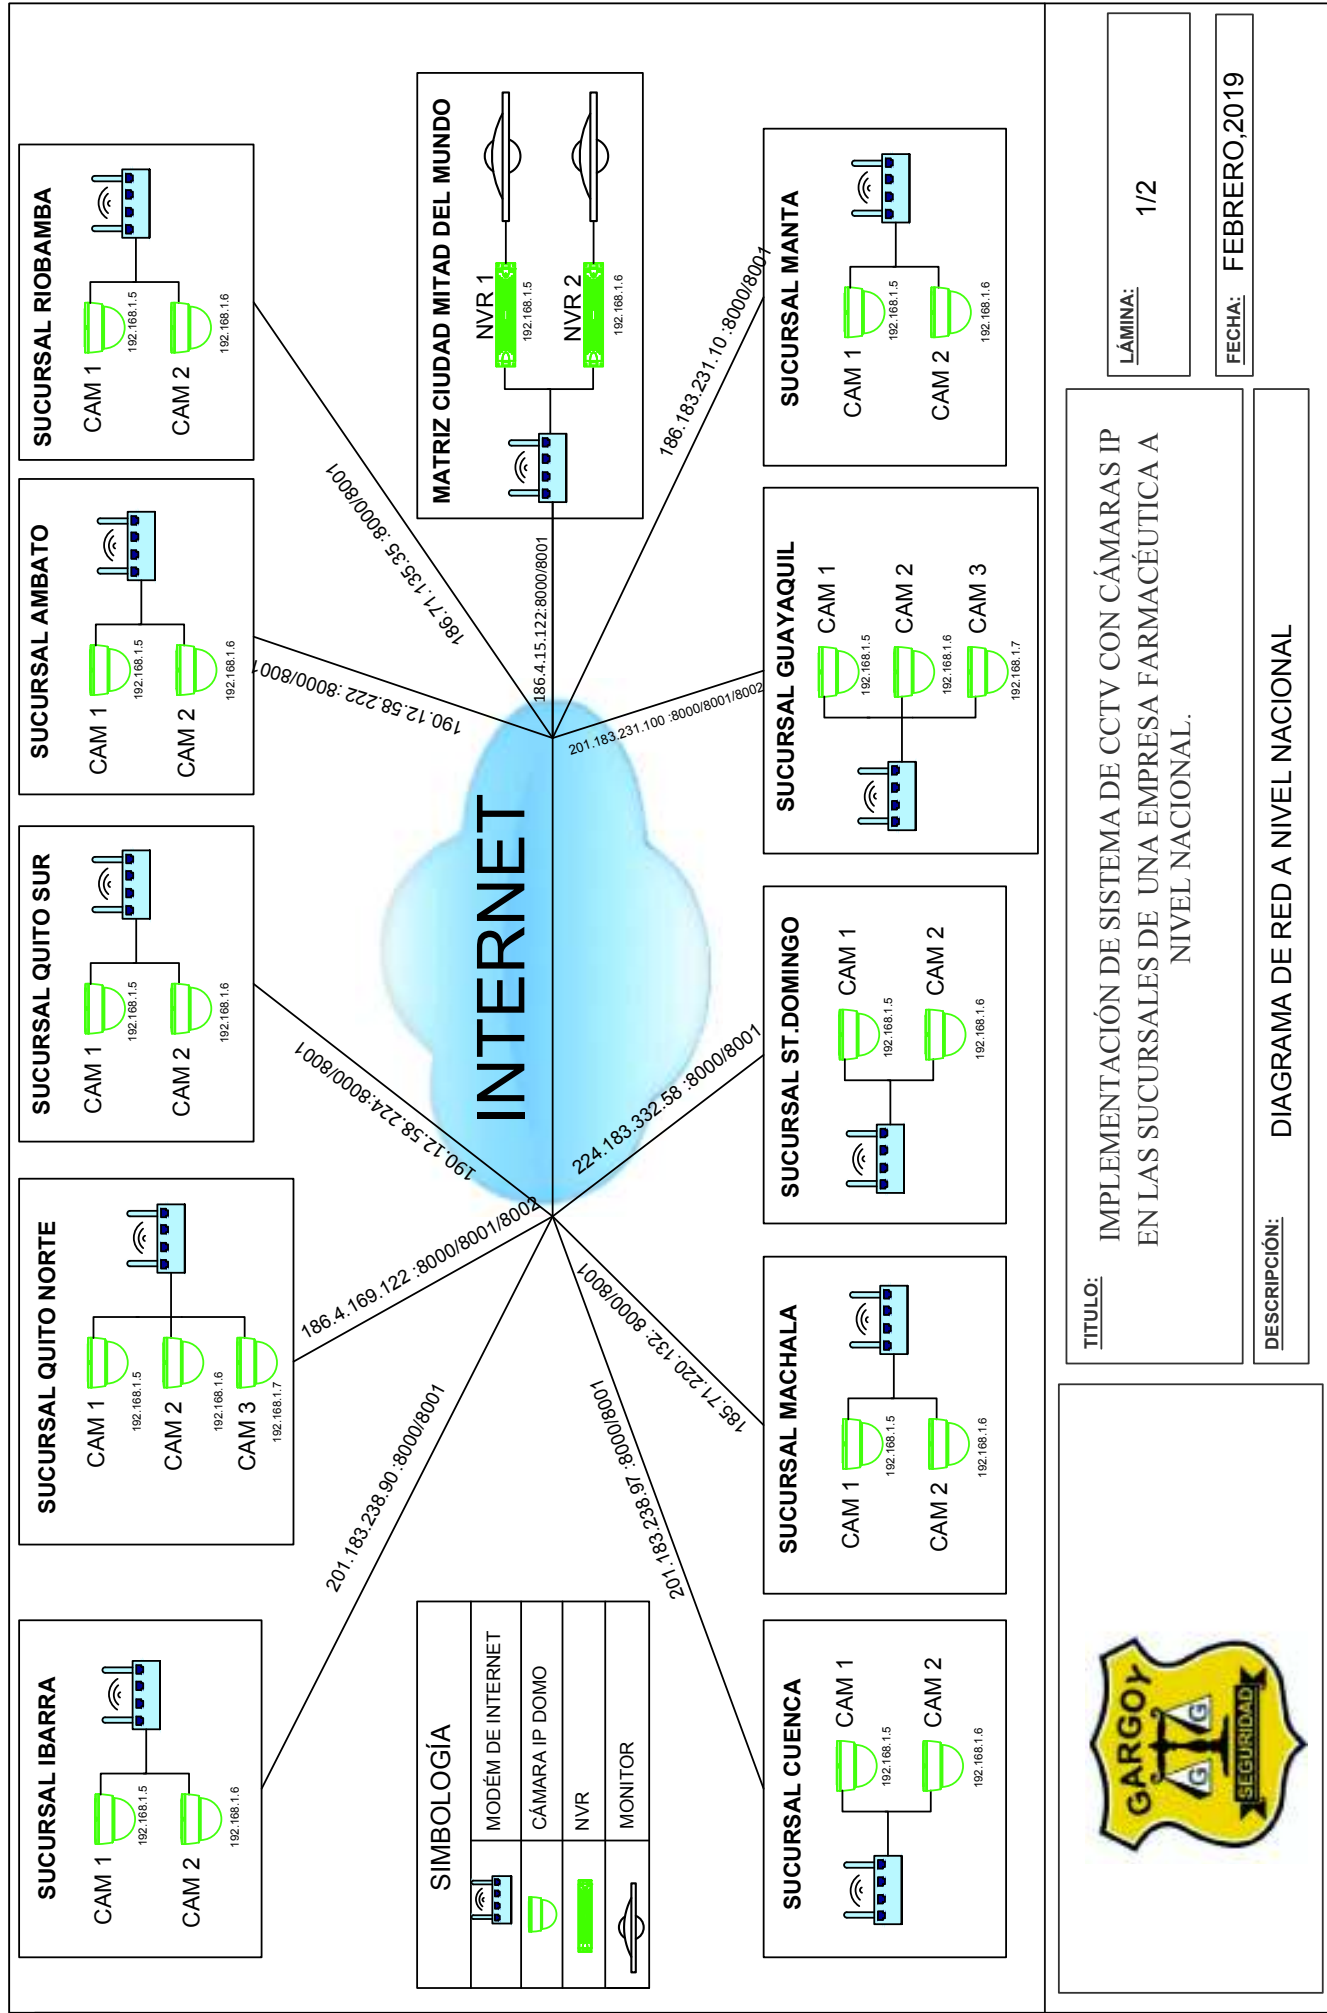 SUCURSAL IBARRA
CAM 1
192.168.1.5
CAM 2
192.168.1.6
201.183.238.90 :8000/8001
SUCURSAL QUITO NORTE
CAM 1
192.168.1.5
CAM 2
192.168.1.6
CAM 3
192.168.1.7
186.4.169.122 :8000/8001/8002
SUCURSAL QUITO SUR
CAM 1
192.168.1.5
CAM 2
192.168.1.6
190.12.58.224:8000/8001
SUCURSAL AMBATO
CAM 1
192.168.1.5
CAM 2
192.168.1.6
190.12.58.222 :8000/8001
SUCURSAL RIOBAMBA
CAM 1
192.168.1.5
CAM 2
192.168.1.6
186.71.135.35 :8000/8001
SIMBOLOGÍA
MODÉM DE INTERNET
CÁMARA IP DOMO
NVR
MONITOR
INTERNET
186.4.15.122:8000/8001
MATRIZ CIUDAD MITAD DEL MUNDO
NVR 1
192.168.1.5
NVR 2
192.168.1.6
SUCURSAL CUENCA
CAM 1
192.168.1.5
CAM 2
192.168.1.6
201.183.238.97 :8000/8001
SUCURSAL MACHALA
CAM 1
192.168.1.5
CAM 2
192.168.1.6
185.71.220.132: 8000/8001
SUCURSAL ST.DOMINGO
CAM 1
192.168.1.5
CAM 2
192.168.1.6
224.183.332.58 :8000/8001
SUCURSAL GUAYAQUIL
CAM 1
192.168.1.5
CAM 2
192.168.1.6
CAM 3
192.168.1.7
201.183.231.100 :8000/8001/8002
SUCURSAL MANTA
CAM 1
192.168.1.5
CAM 2
192.168.1.6
186.183.231.10 :8000/8001
GARGOY
G G
SEGURIDAD
TITULO:
IMPLEMENTACIÓN DE SISTEMA DE CCTV CON CÁMARAS IP
EN LAS SUCURSALES DE UNA EMPRESA FARMACÉUTICA A
NIVEL NACIONAL.
DESCRIPCIÓN:
DIAGRAMA DE RED A NIVEL NACIONAL
LÁMINA:
1/2
FECHA:
FEBRERO,2019